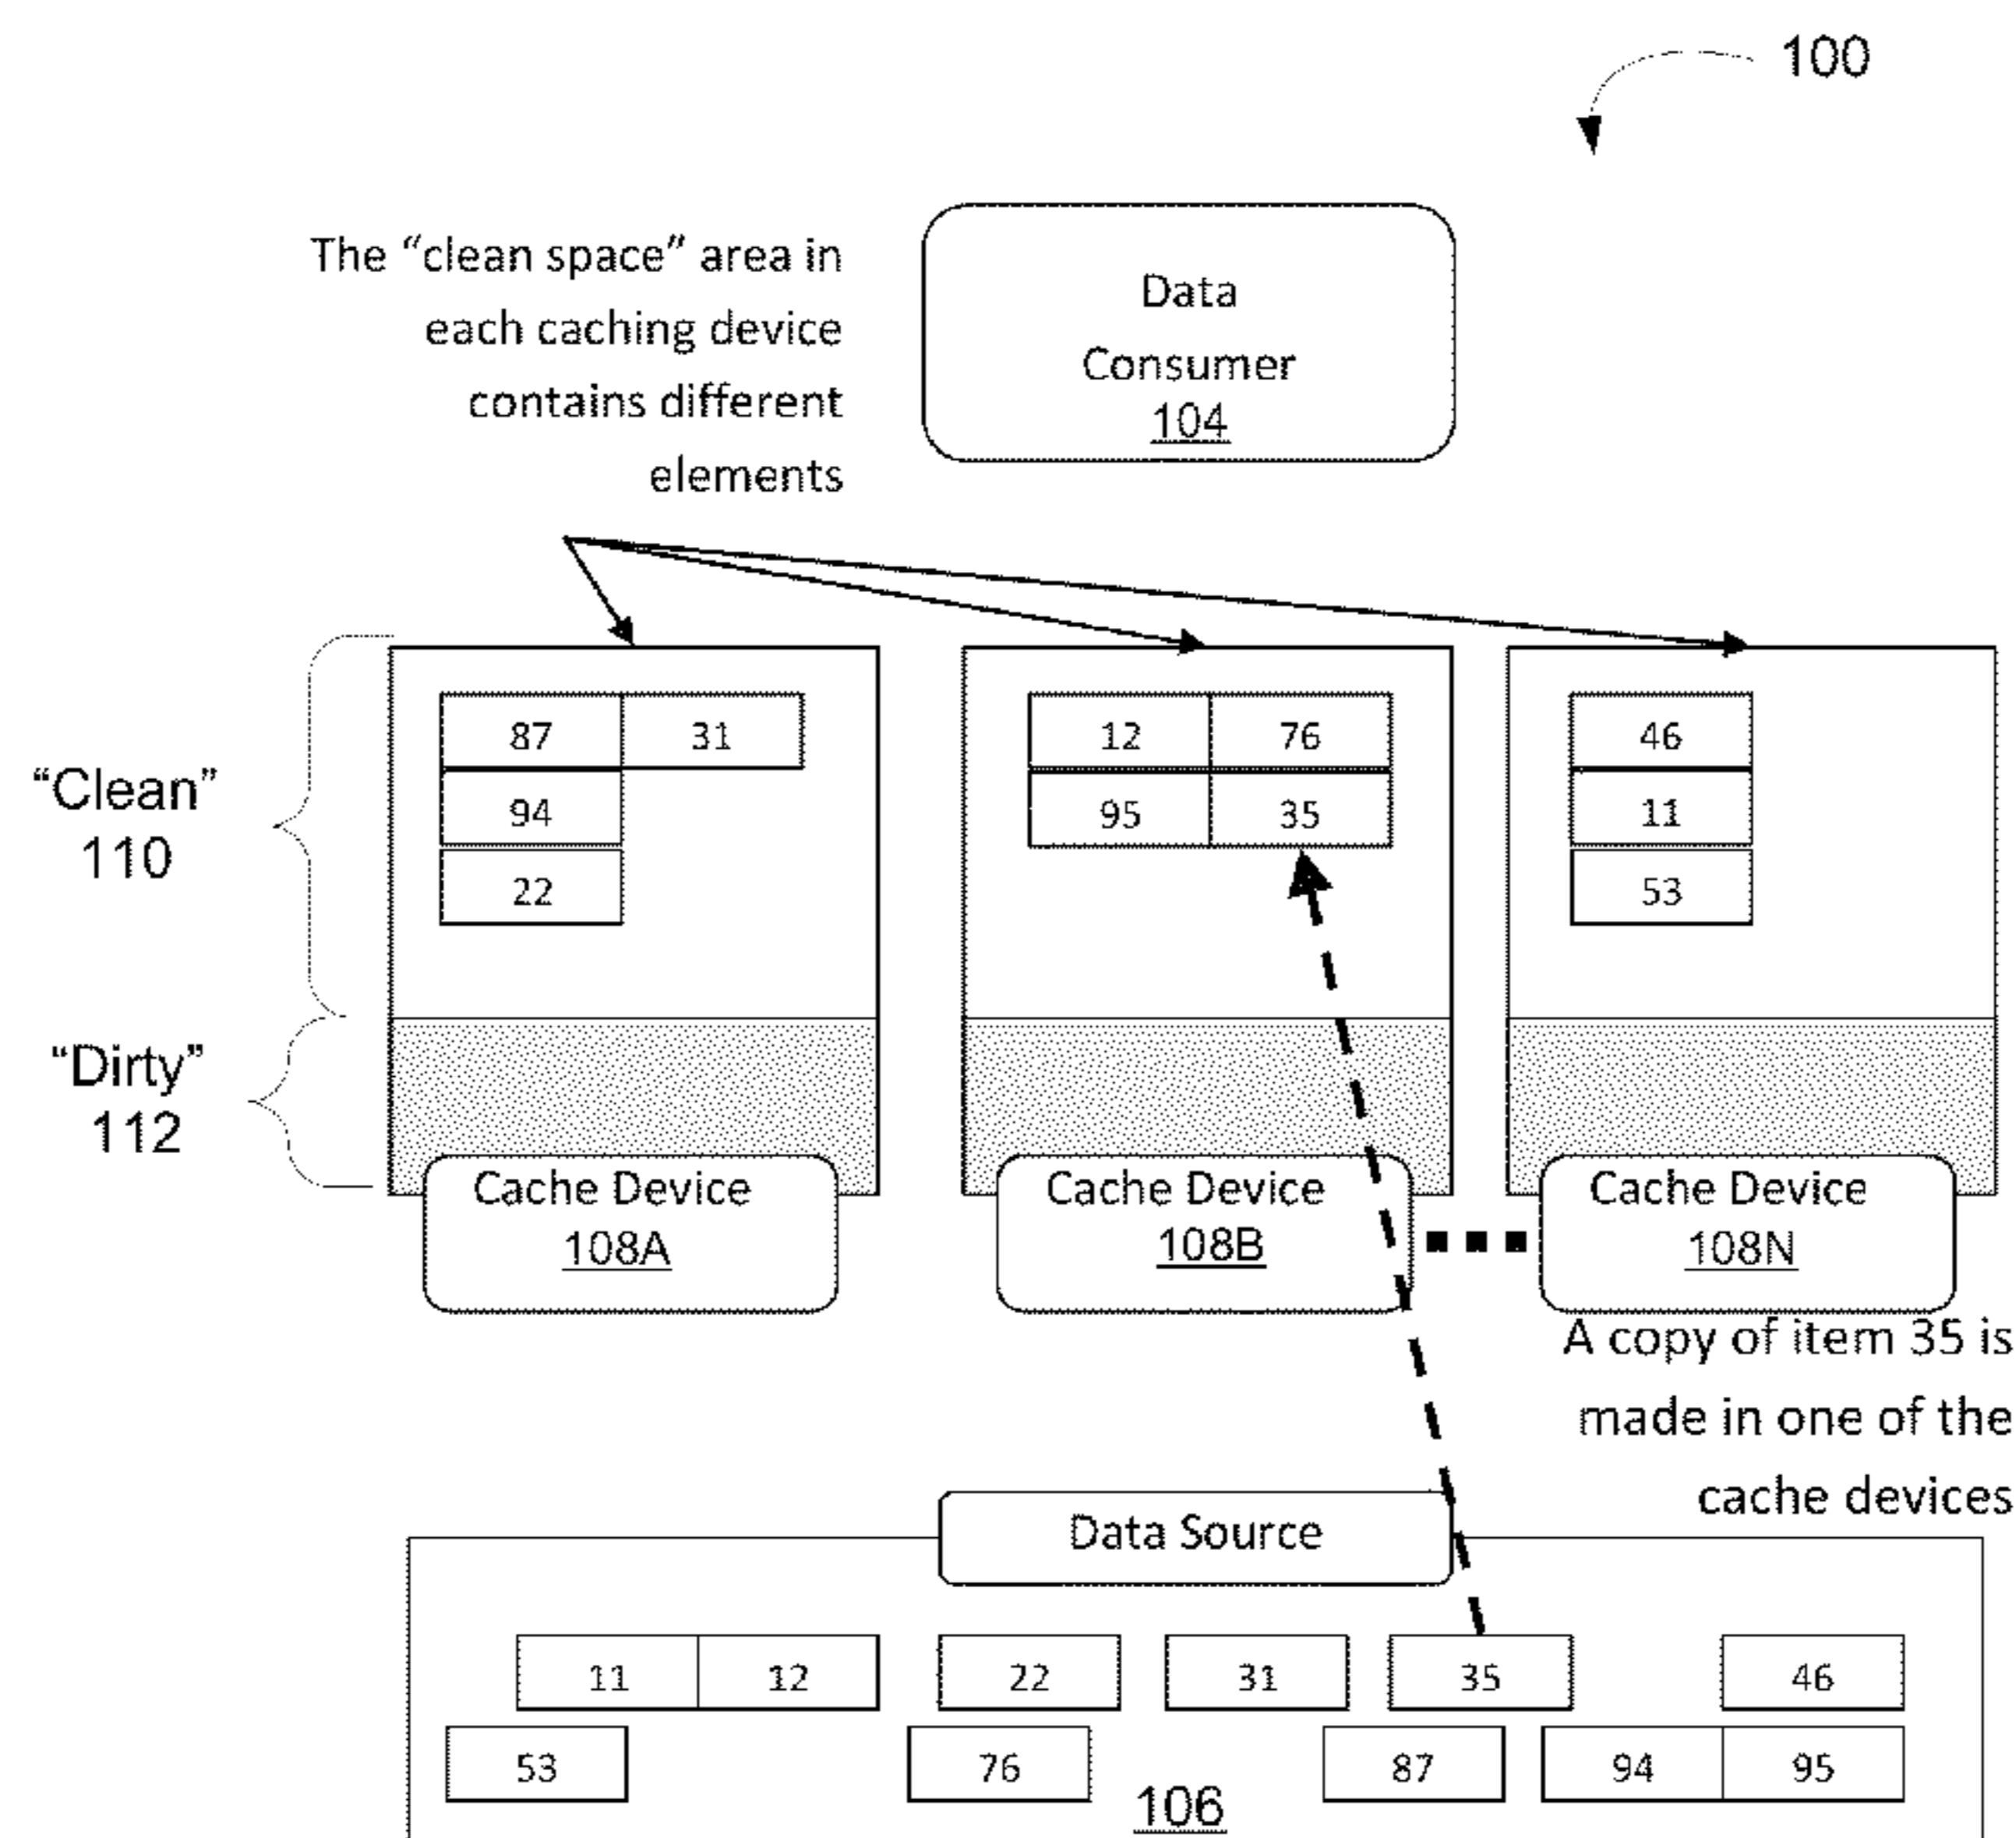 100
The "clean space" area in
each caching device
contains different
elements
Data
Consumer
104
"Clean"
110
"Dirty"
112
87 31
94
22
12 76
95 35
46
11
53
Cache Device
108A
Cache Device
108B
Cache Device
108N
A copy of item 35 is
made in one of the
cache devices
Data Source
11 12 22 31 35 46
53 76 87 94 95
106